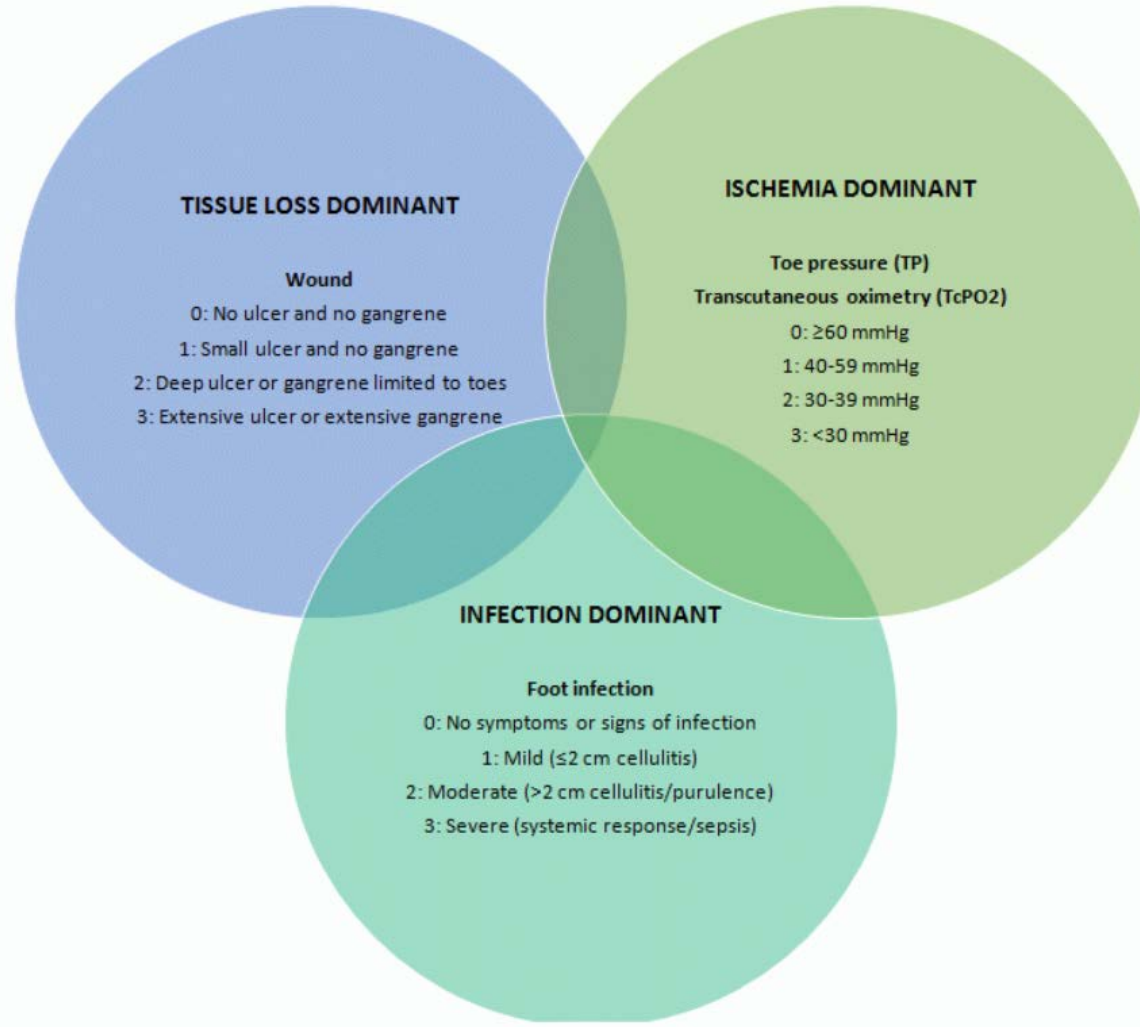 TISSUE LOSS DOMINANT
Wound
0: No ulcer and no gangrene
1: Small ulcer and no gangrene
2: Deep ulcer or gangrene limited to toes
3: Extensive ulcer or extensive gangrene
ISCHEMIA DOMINANT
Toe pressure (TP)
Transcutaneous oximetry (TcPO2)
0: ≥60 mmHg
1: 40-59 mmHg
2: 30-39 mmHg
3: <30 mmHg
INFECTION DOMINANT
Foot infection
0: No symptoms or signs of infection
1: Mild (≤2 cm cellulitis)
2: Moderate (>2 cm cellulitis/purulence)
3: Severe (systemic response/sepsis)